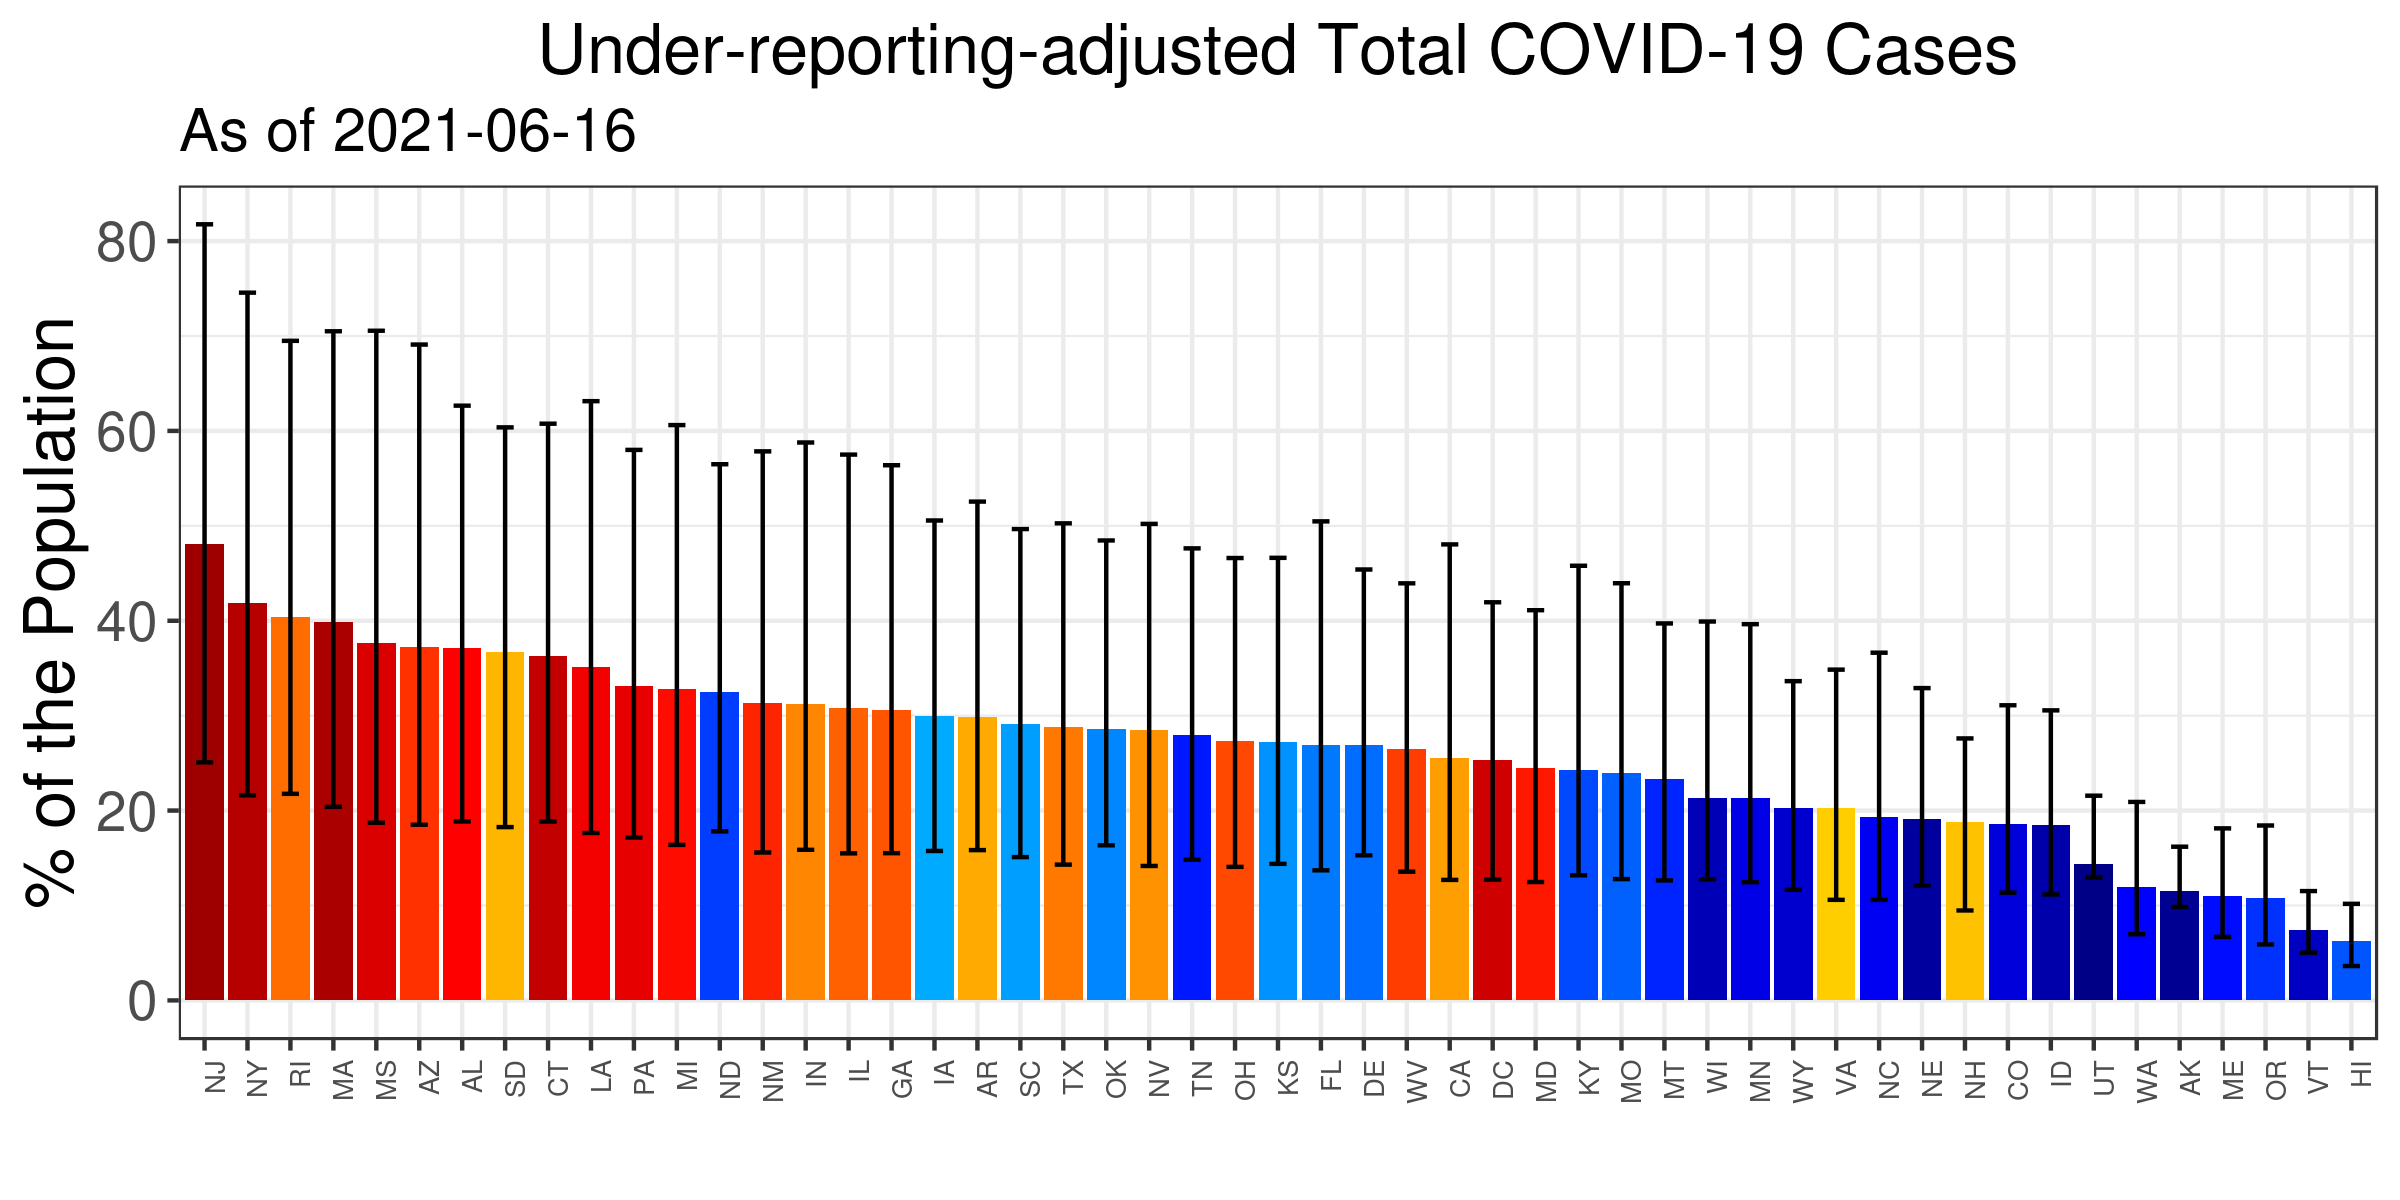 Under-reporting-adjusted Total COVID-19 Cases
As of 2021-06-16
% of the Population
80
60
40
20
0
NJ NY RI MA MS AZ AL SD CT LA PA MI ND NM IN IL GA IA AR SC TX OK NV TN OH KS FL DE WV CA DC MD KY MO MT WI MN WY VA NC NE NH CO ID UT WA AK ME OR VT HI